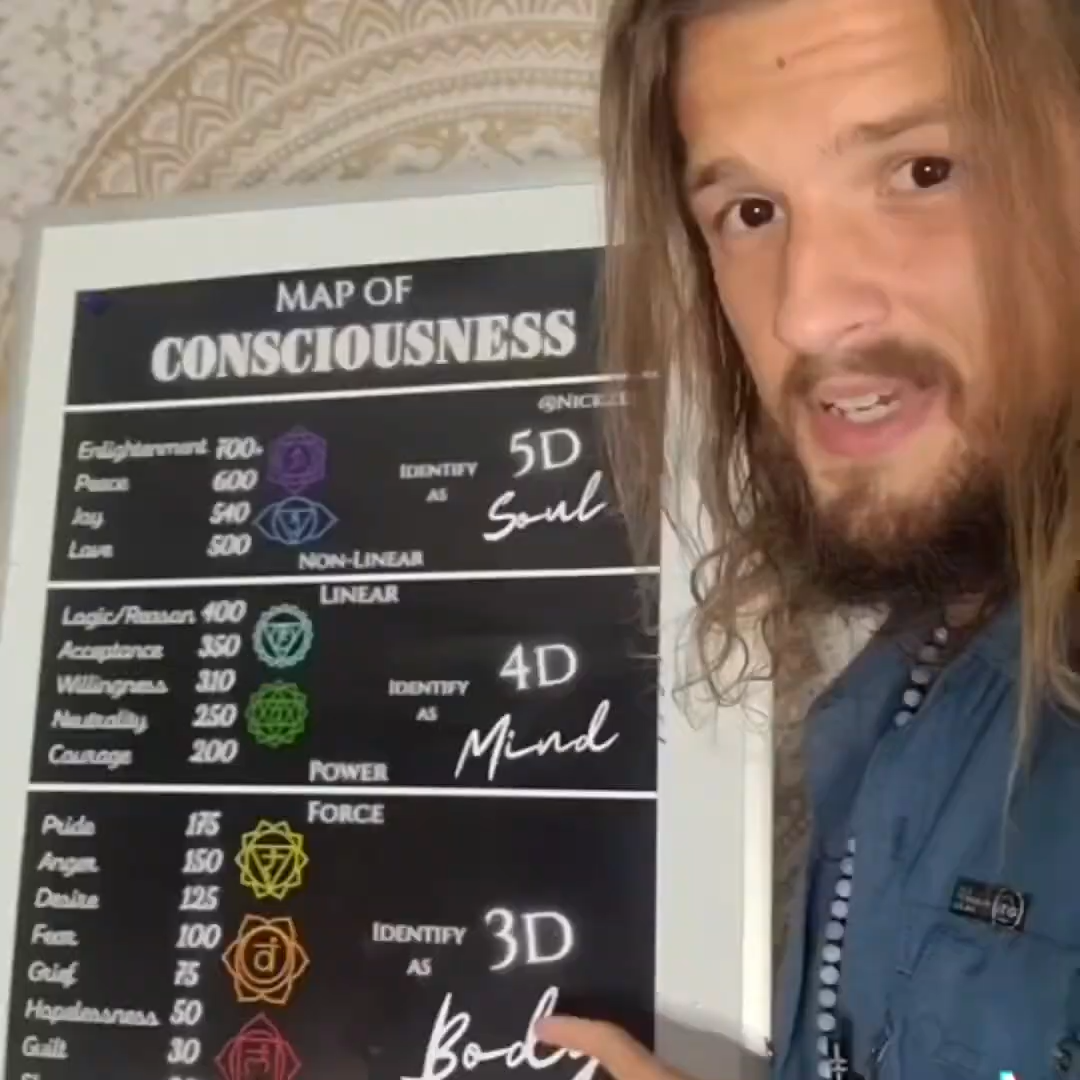 MAP OF
CONSCIOUSNESS
Enlightenment 700+
Peace 600
Joy 540
Love 500
IDENTIFY
AS
5D
Soul
NON-LINEAR
LINEAR
Logic/Reason 400
Acceptance 350
Willingness 310
Neutrality 250
Courage 200
IDENTIFY
AS
4D
Mind
POWER
FORCE
Pride 175
Anger 150
Desire 125
Fear 100
Grief 75
Hopelessness 50
Guilt 30
IDENTIFY
AS
3D
Body